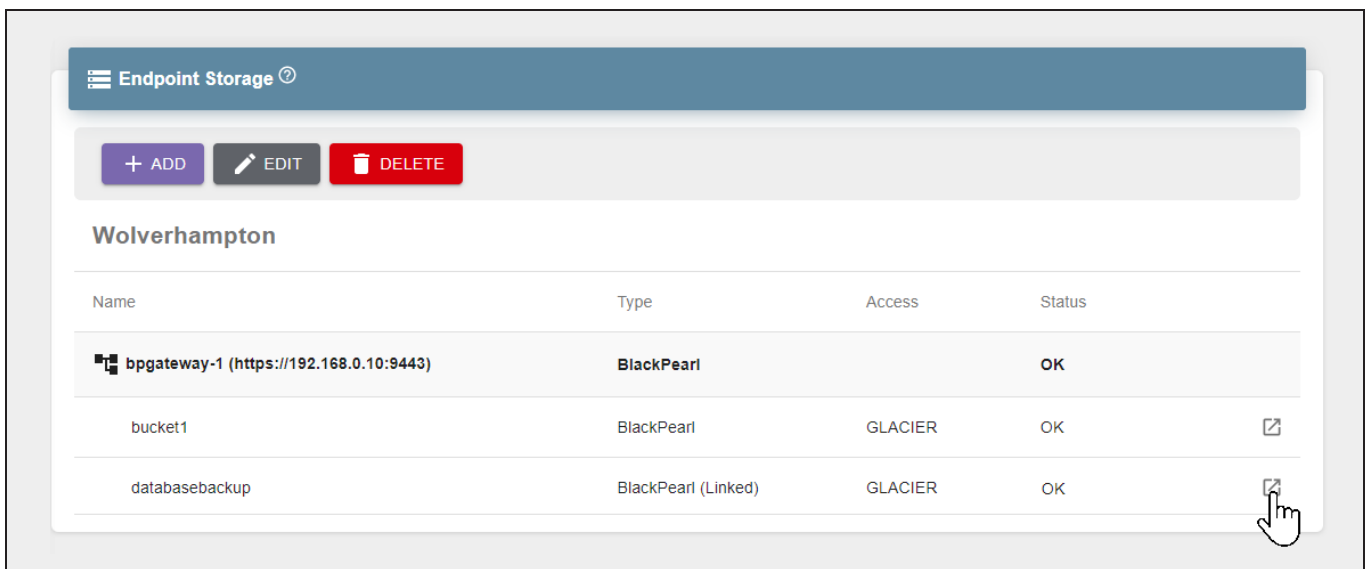 Endpoint Storage ?
+ ADD EDIT DELETE
Wolverhampton
Name Type Access Status
bpgateway-1 (https://192.168.0.10:9443) BlackPearl OK
bucket1 BlackPearl GLACIER OK
databasebackup BlackPearl (Linked) GLACIER OK